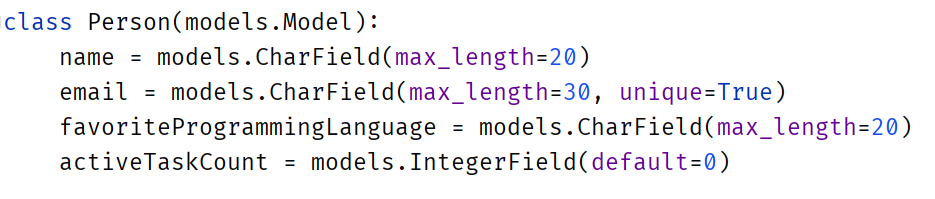 class Person(models.Model):
    name = models.CharField(max_length=20)
    email = models.CharField(max_length=30, unique=True)
    favoriteProgrammingLanguage = models.CharField(max_length=20)
    activeTaskCount = models.IntegerField(default=0)